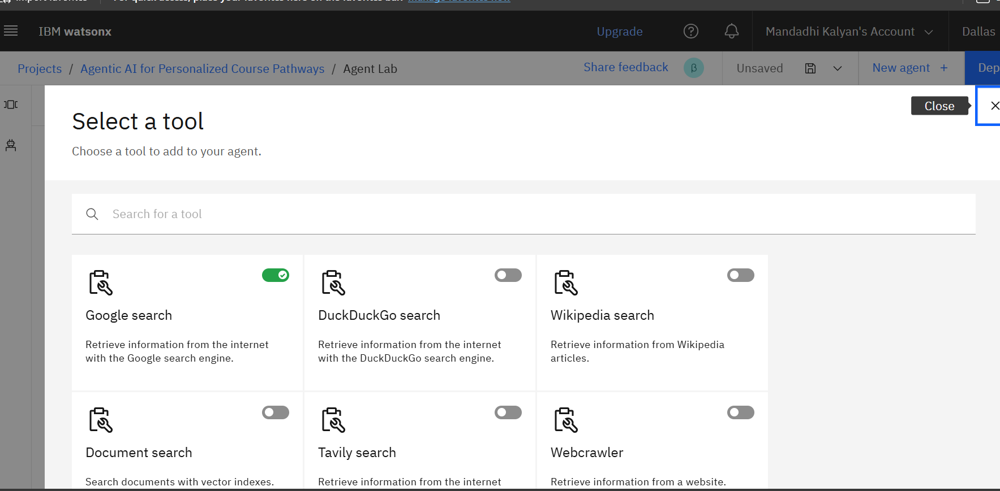 IBM watsonx
Upgrade
Mandadhi Kalyan's Account
Dallas
Projects / Agentic AI for Personalized Course Pathways / Agent Lab
Share feedback
β
Unsaved
New agent +
Dep
Select a tool
Close
Choose a tool to add to your agent.
Search for a tool
Google search
Retrieve information from the internet
with the Google search engine.
DuckDuckGo search
Retrieve information from the internet
with the DuckDuckGo search engine.
Wikipedia search
Retrieve information from Wikipedia
articles.
Document search
Search documents with vector indexes.
Tavily search
Retrieve information from the internet
Webcrawler
Retrieve information from a website.